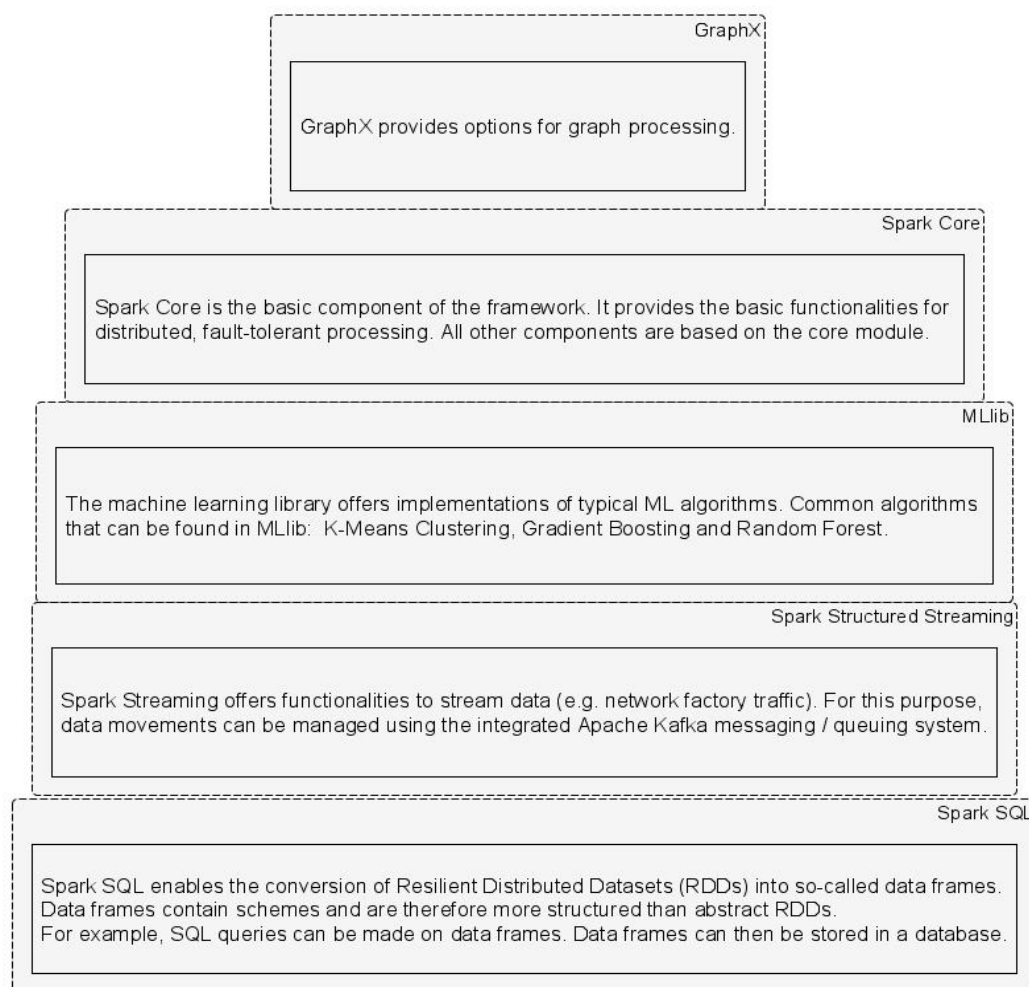 GraphX
GraphX provides options for graph processing.
Spark Core
Spark Core is the basic component of the framework. It provides the basic functionalities for
distributed, fault-tolerant processing. All other components are based on the core module.
MLlib
The machine learning library offers implementations of typical ML algorithms. Common algorithms
that can be found in MLlib:  K-Means Clustering, Gradient Boosting and Random Forest.
Spark Structured Streaming
Spark Streaming offers functionalities to stream data (e.g. network factory traffic). For this purpose,
data movements can be managed using the integrated Apache Kafka messaging / queuing system.
Spark SQL
Spark SQL enables the conversion of Resilient Distributed Datasets (RDDs) into so-called data frames.
Data frames contain schemes and are therefore more structured than abstract RDDs.
For example, SQL queries can be made on data frames. Data frames can then be stored in a database.